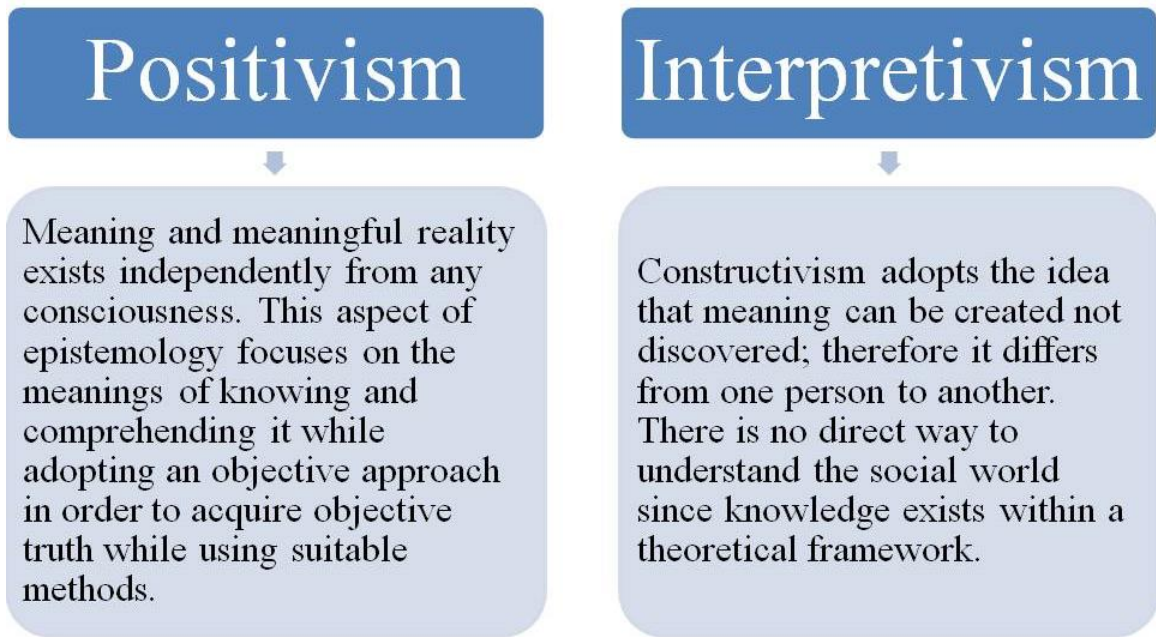 Positivism
Meaning and meaningful reality
exists independently from any
consciousness. This aspect of
epistemology focuses on the
meanings of knowing and
comprehending it while
adopting an objective approach
in order to acquire objective
truth while using suitable
methods.
Interpretivism
Constructivism adopts the idea
that meaning can be created not
discovered; therefore it differs
from one person to another.
There is no direct way to
understand the social world
since knowledge exists within a
theoretical framework.